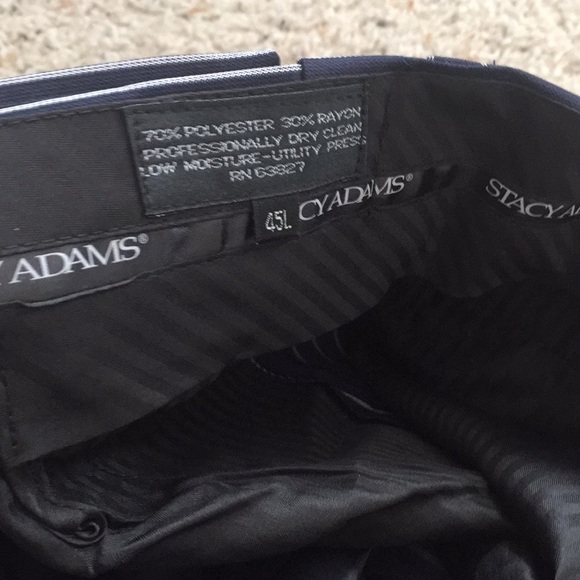 70% POLYESTER 30% RAYON
PROFESSIONALLY DRY CLEAN
LOW MOISTURE-UTILITY PRESS
RN 63827
Y ADAMS®
45L
CY ADAMS®
STACY A